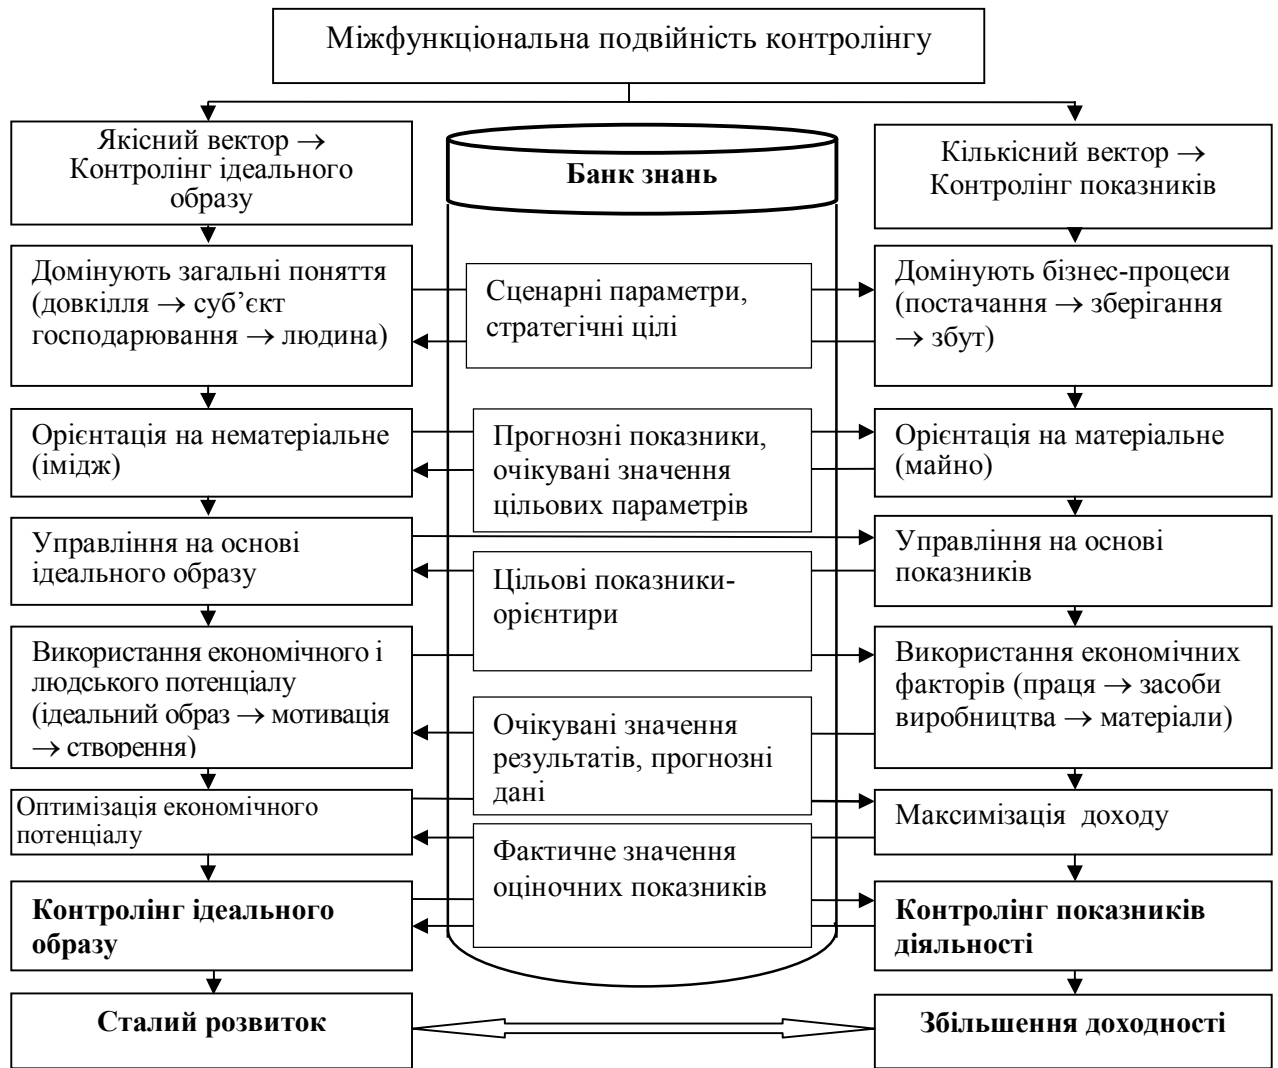 Міжфункціональна подвійність контролінгу
Якісний вектор →
Контролінг ідеального
образу
Банк знань
Кількісний вектор →
Контролінг показників
Домінують загальні поняття
(довкілля → суб’єкт
господарювання → людина)
Сценарні параметри,
стратегічні цілі
Домінують бізнес-процеси
(постачання → зберігання
→ збут)
Орієнтація на нематеріальне
(імідж)
Прогнозні показники,
очікувані значення
цільових параметрів
Орієнтація на матеріальне
(майно)
Управління на основі
ідеального образу
Цільові показники-
орієнтири
Управління на основі
показників
Використання економічного і
людського потенціалу
(ідеальний образ → мотивація
→ створення)
Очікувані значення
результатів, прогнозні
дані
Використання економічних
факторів (праця → засоби
виробництва → матеріали)
Оптимізація економічного
потенціалу
Максимізація доходу
Фактичне значення
оціночних показників
Контролінг ідеального
образу
Контролінг показників
діяльності
Сталий розвиток
Збільшення доходності